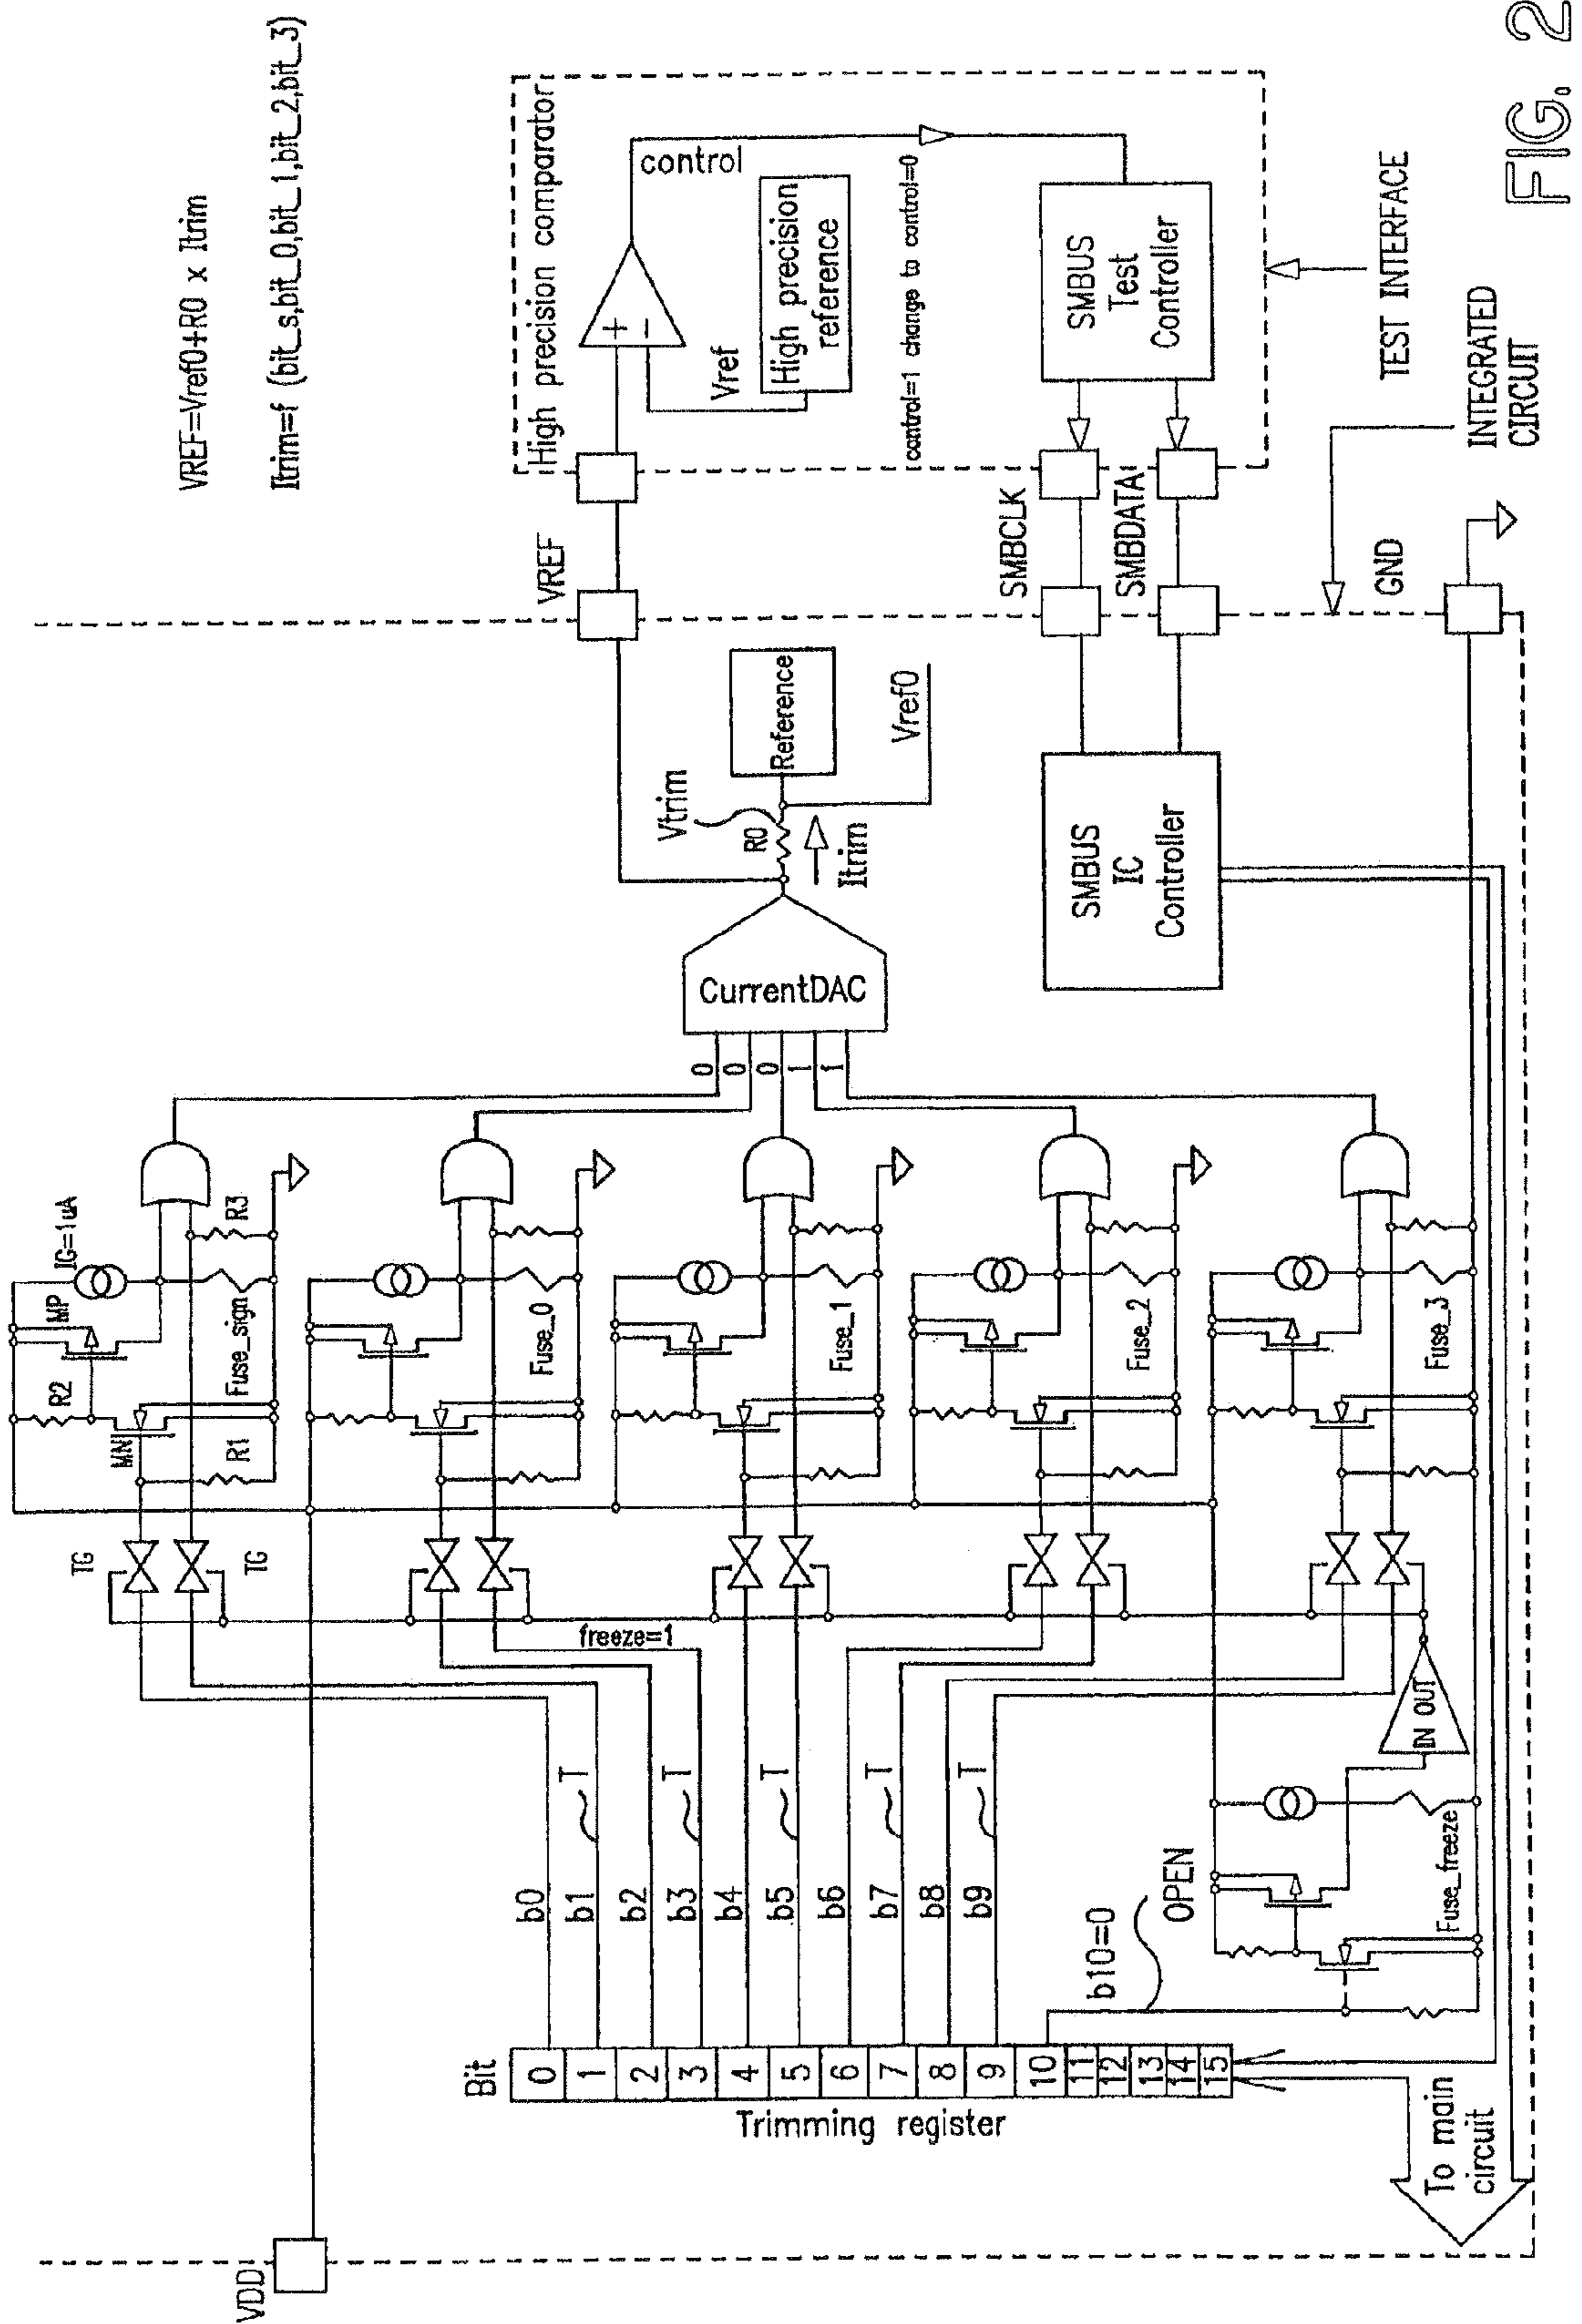 VREF=Vref0+R0 x Itrim
Itrim=f (bit_s,bit_0,bit_1,bit_2,bit_3)
High precision comparator
+
−
control
Vref
High precision
reference
control=1 change to control=0
SMBUS
Test
Controller
TEST INTERFACE
INTEGRATED
CIRCUIT
VREF
SMBCLK
SMBDATA
GND
Reference
Vtrim
R0
Itrim
Vref0
SMBUS
IC
Controller
CurrentDAC
0
0
0
1
1
IG=1uA
MP
R2
MN
R1
R3
Fuse_sign
Fuse_0
Fuse_1
Fuse_2
Fuse_3
TG
TG
freeze=1
IN OUT
T
T
T
T
T
b0
b1
b2
b3
b4
b5
b6
b7
b8
b9
b10=0
OPEN
Fuse_freeze
Bit
0
1
2
3
4
5
6
7
8
9
10
11
12
13
14
15
Trimming register
To main
circuit
VDD
FIG. 2